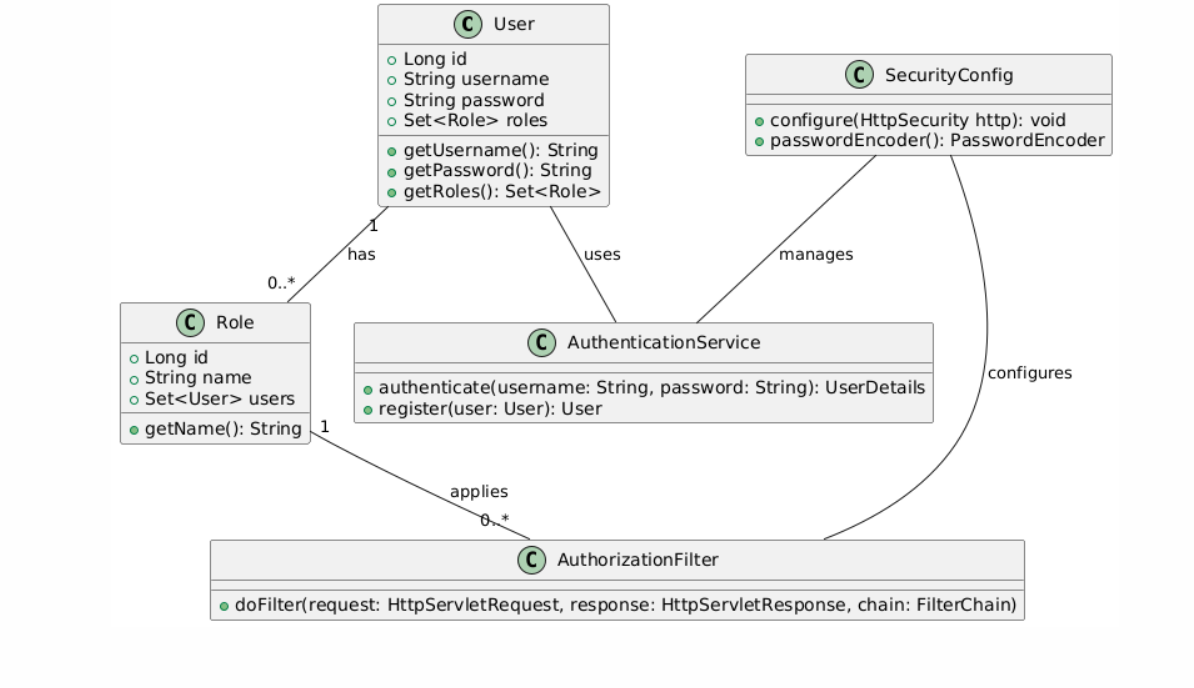 C User
Long id
String username
String password
Set<Role> roles
getUsername(): String
getPassword(): String
getRoles(): Set<Role>
C SecurityConfig
configure(HttpSecurity http): void
passwordEncoder(): PasswordEncoder
1
has
0..*
uses
manages
C Role
Long id
String name
Set<User> users
getName(): String
C AuthenticationService
authenticate(username: String, password: String): UserDetails
register(user: User): User
configures
1
applies
0..*
C AuthorizationFilter
doFilter(request: HttpServletRequest, response: HttpServletResponse, chain: FilterChain)